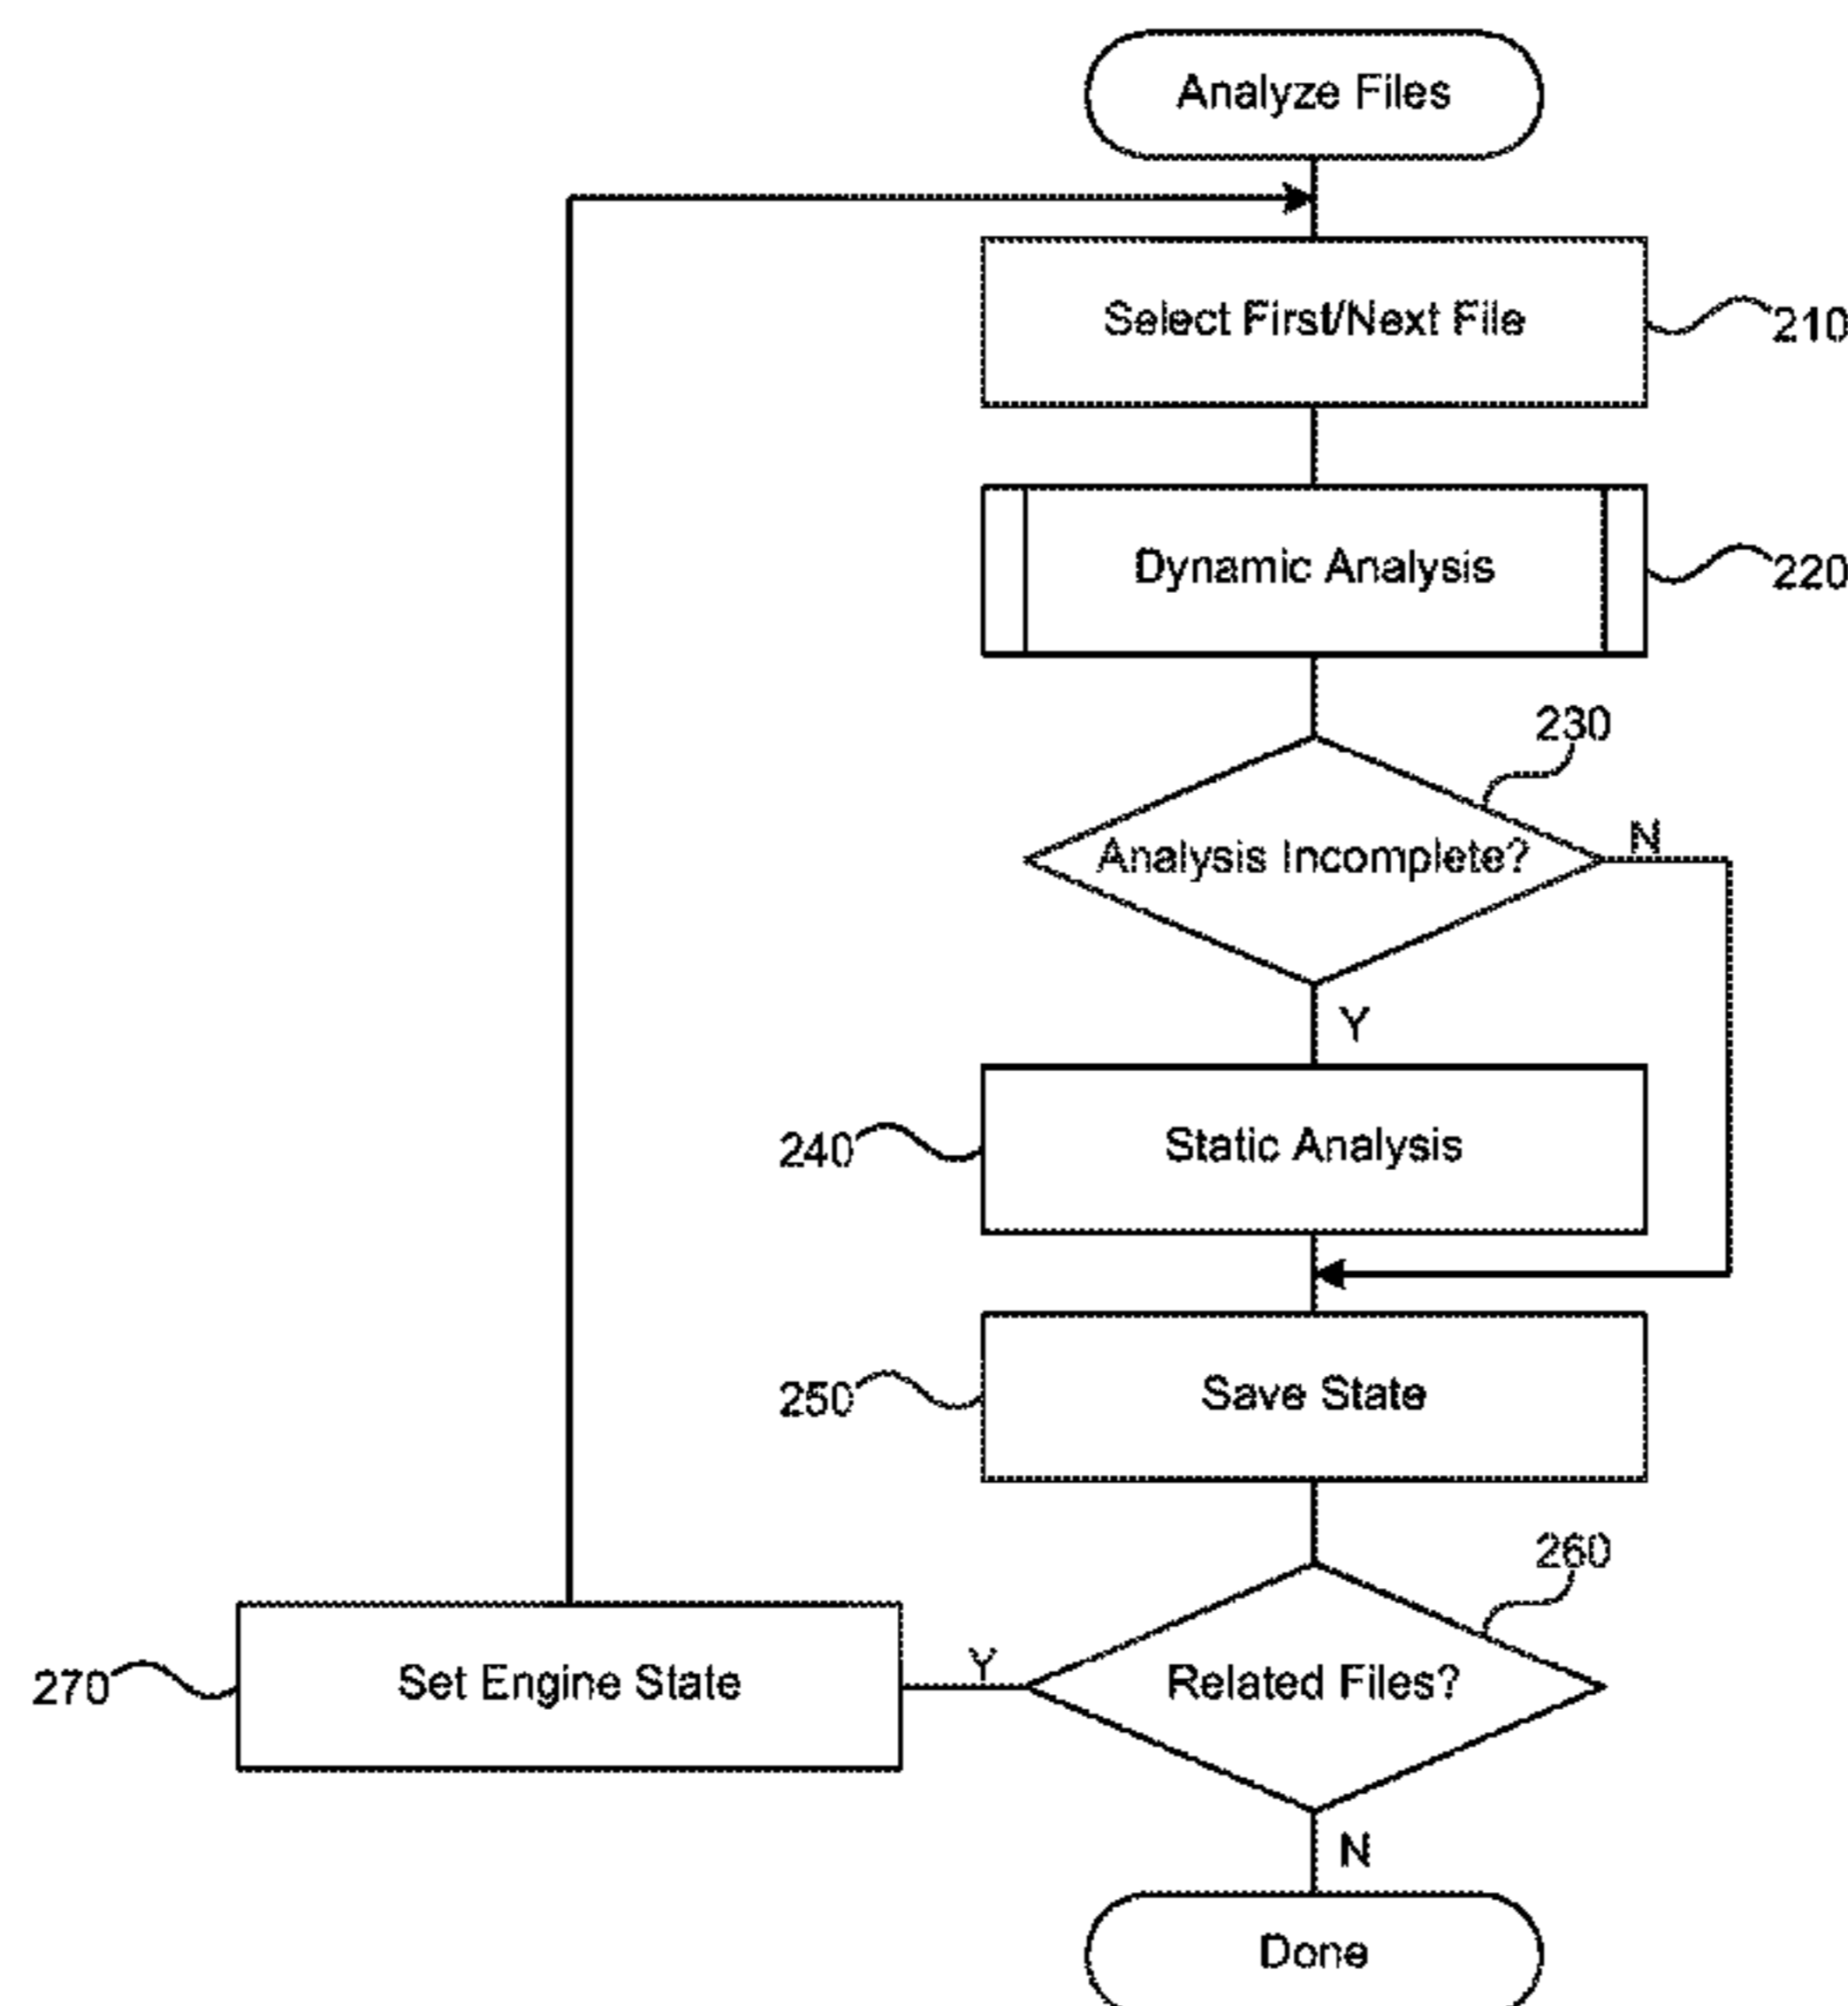 Analyze Files
Select First/Next File
210
Dynamic Analysis
220
230
Analysis Incomplete?
N
Y
240
Static Analysis
250
Save State
260
270
Set Engine State
Y
Related Files?
N
Done